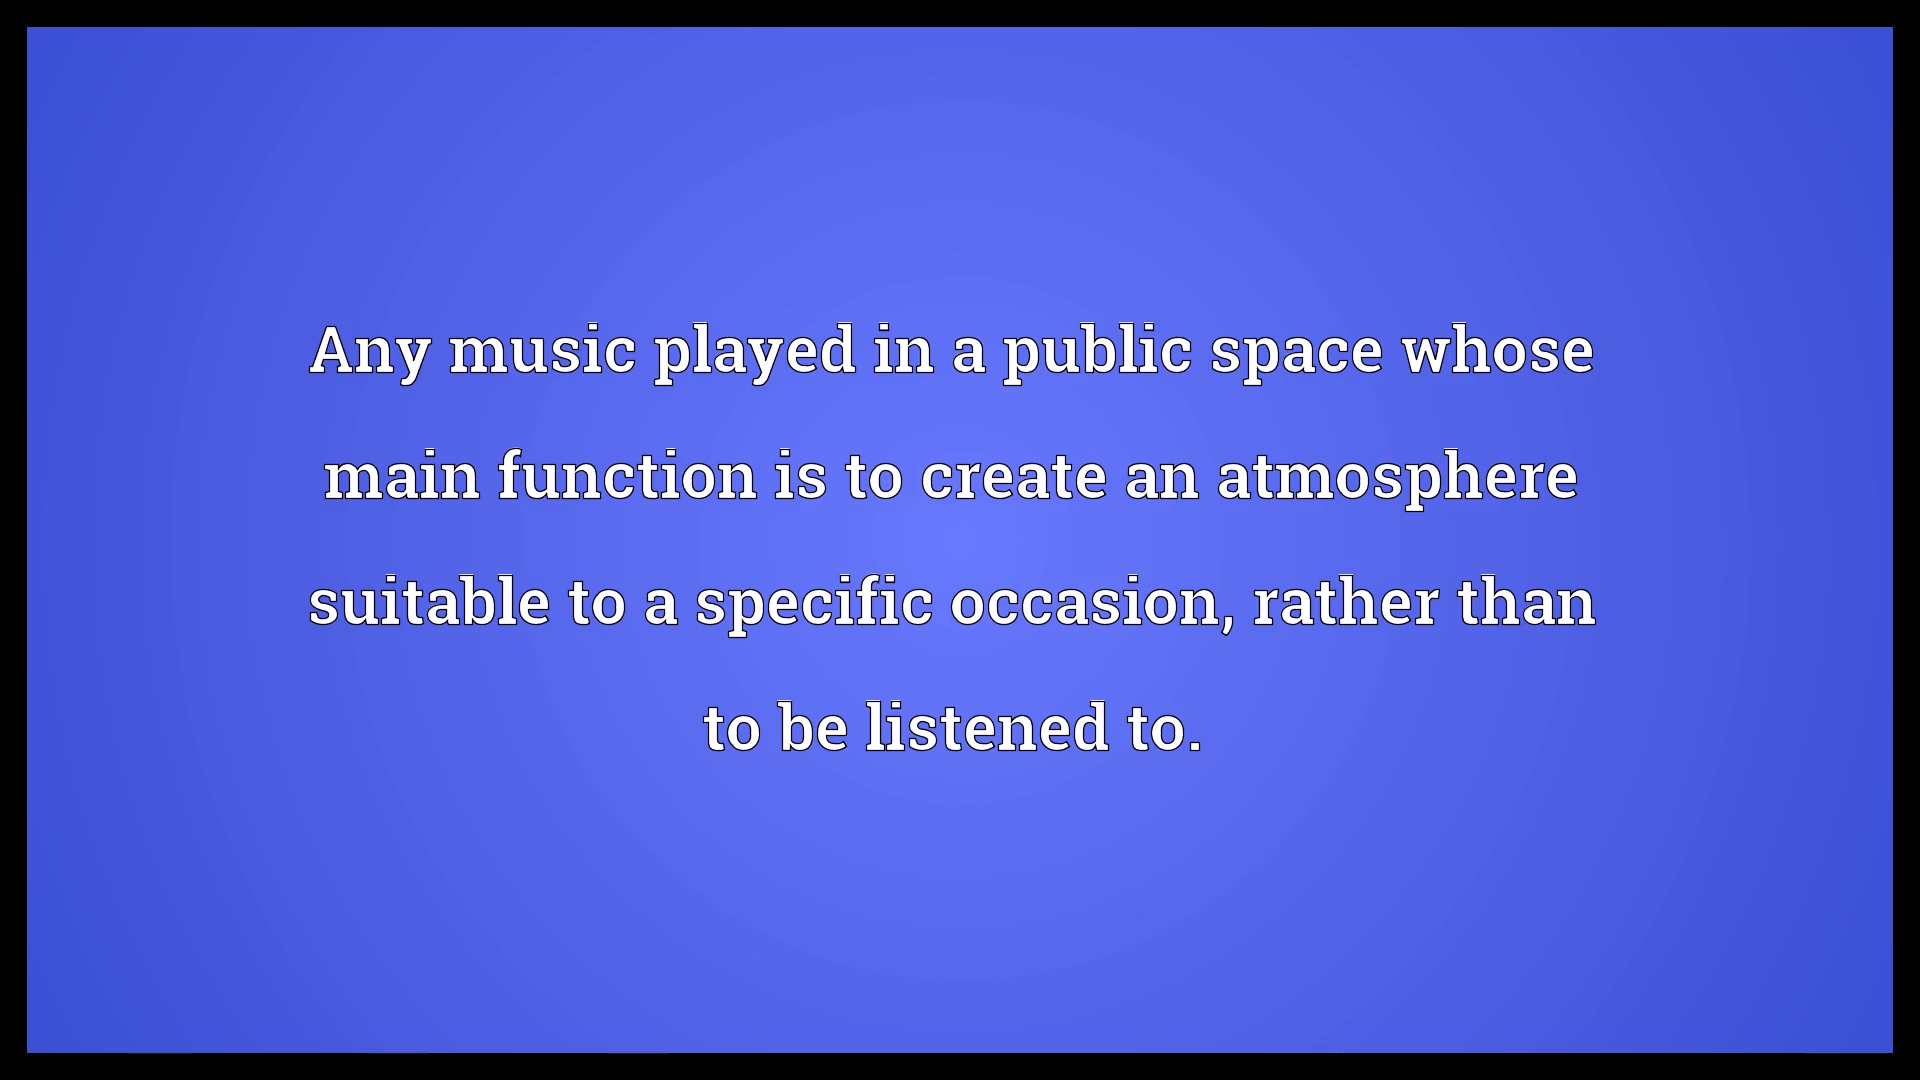 Any music played in a public space whose
main function is to create an atmosphere
suitable to a specific occasion, rather than
to be listened to.